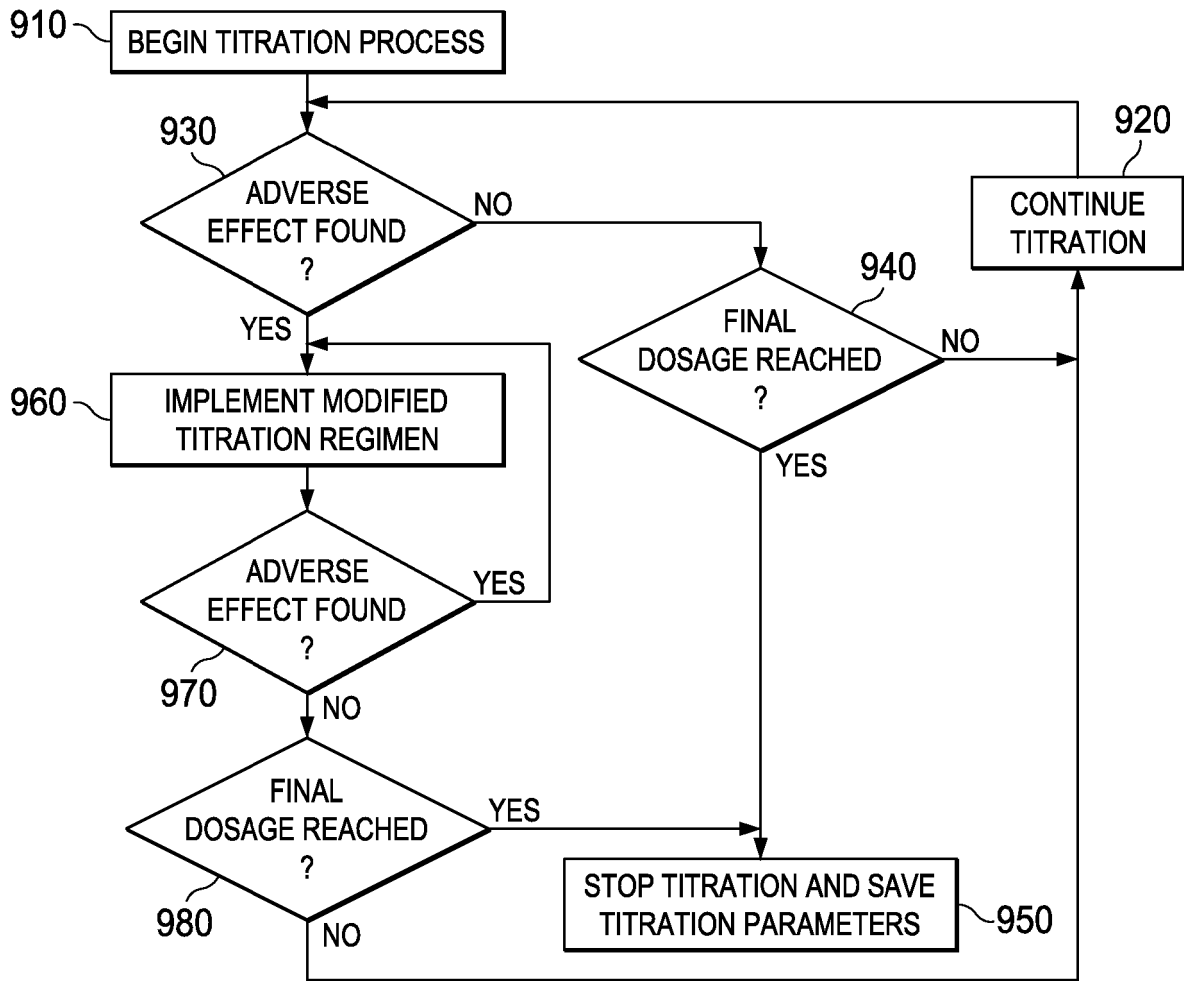 910
BEGIN TITRATION PROCESS
920
CONTINUE
TITRATION
930
ADVERSE
EFFECT FOUND
?
NO
YES
940
FINAL
DOSAGE REACHED
?
NO
YES
960
IMPLEMENT MODIFIED
TITRATION REGIMEN
ADVERSE
EFFECT FOUND
?
YES
970
NO
FINAL
DOSAGE REACHED
?
YES
980
NO
STOP TITRATION AND SAVE
TITRATION PARAMETERS
950